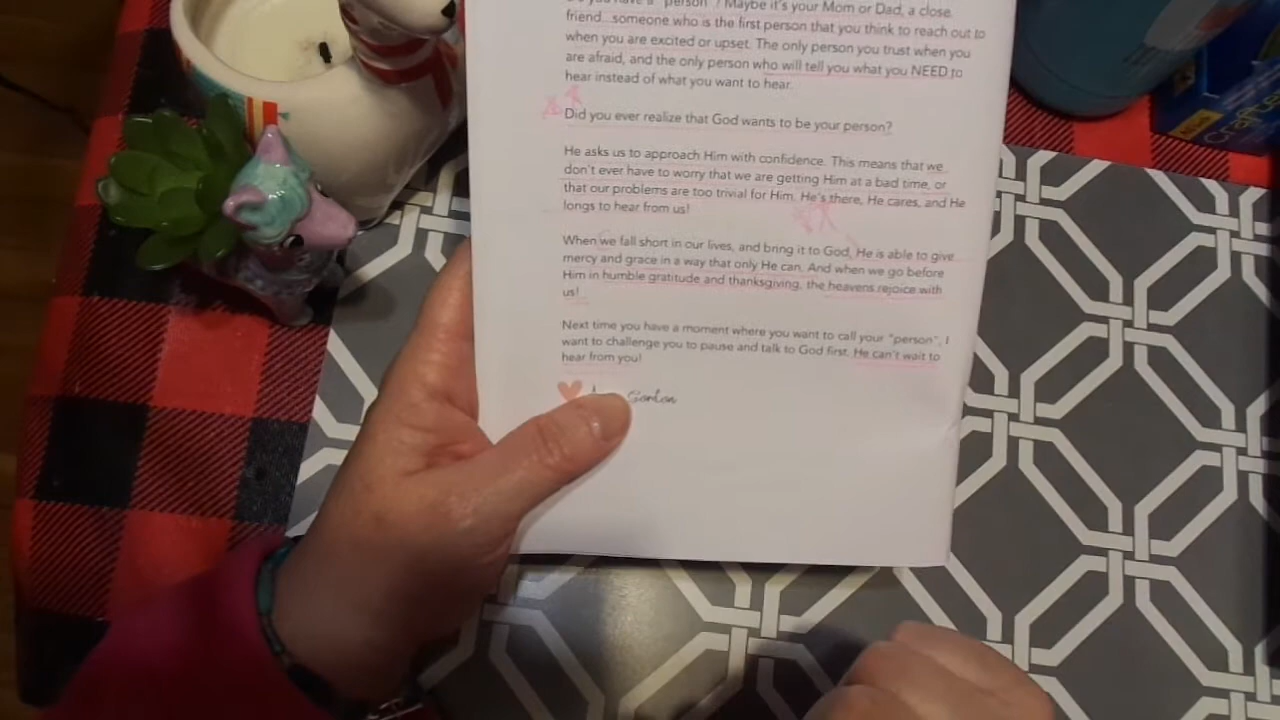 "person"? Maybe it's your Mom or Dad, a close
friend...someone who is the first person that you think to reach out to
when you are excited or upset. The only person you trust when you
are afraid, and the only person who will tell you what you NEED to
hear instead of what you want to hear.
Did you ever realize that God wants to be your person?
He asks us to approach Him with confidence. This means that we
don't ever have to worry that we are getting Him at a bad time, or
that our problems are too trivial for Him. He's there, He cares, and He
longs to hear from us!
When we fall short in our lives, and bring it to God, He is able to give
mercy and grace in a way that only He can. And when we go before
Him in humble gratitude and thanksgiving, the heavens rejoice with
us!
Next time you have a moment where you want to call your "person", I
want to challenge you to pause and talk to God first. He can't wait to
hear from you!